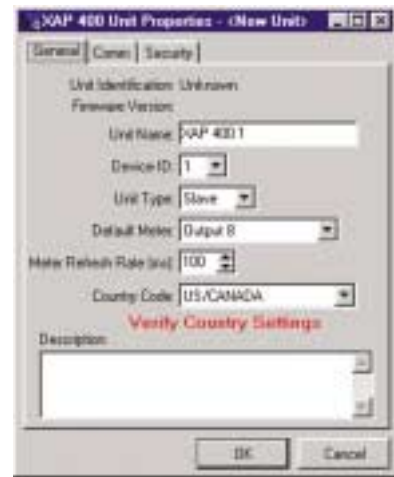 XAP 400 Unit Properties - <New Unit>
General Comm Security
Unit Identification: Unknown
Firmware Version:
Unit Name: XAP 400 1
Device ID: 1
Unit Type: Slave
Default Meter: Output 8
Meter Refresh Rate (ms): 100
Country Code: US/CANADA
Verify Country Settings
Description:
OK Cancel